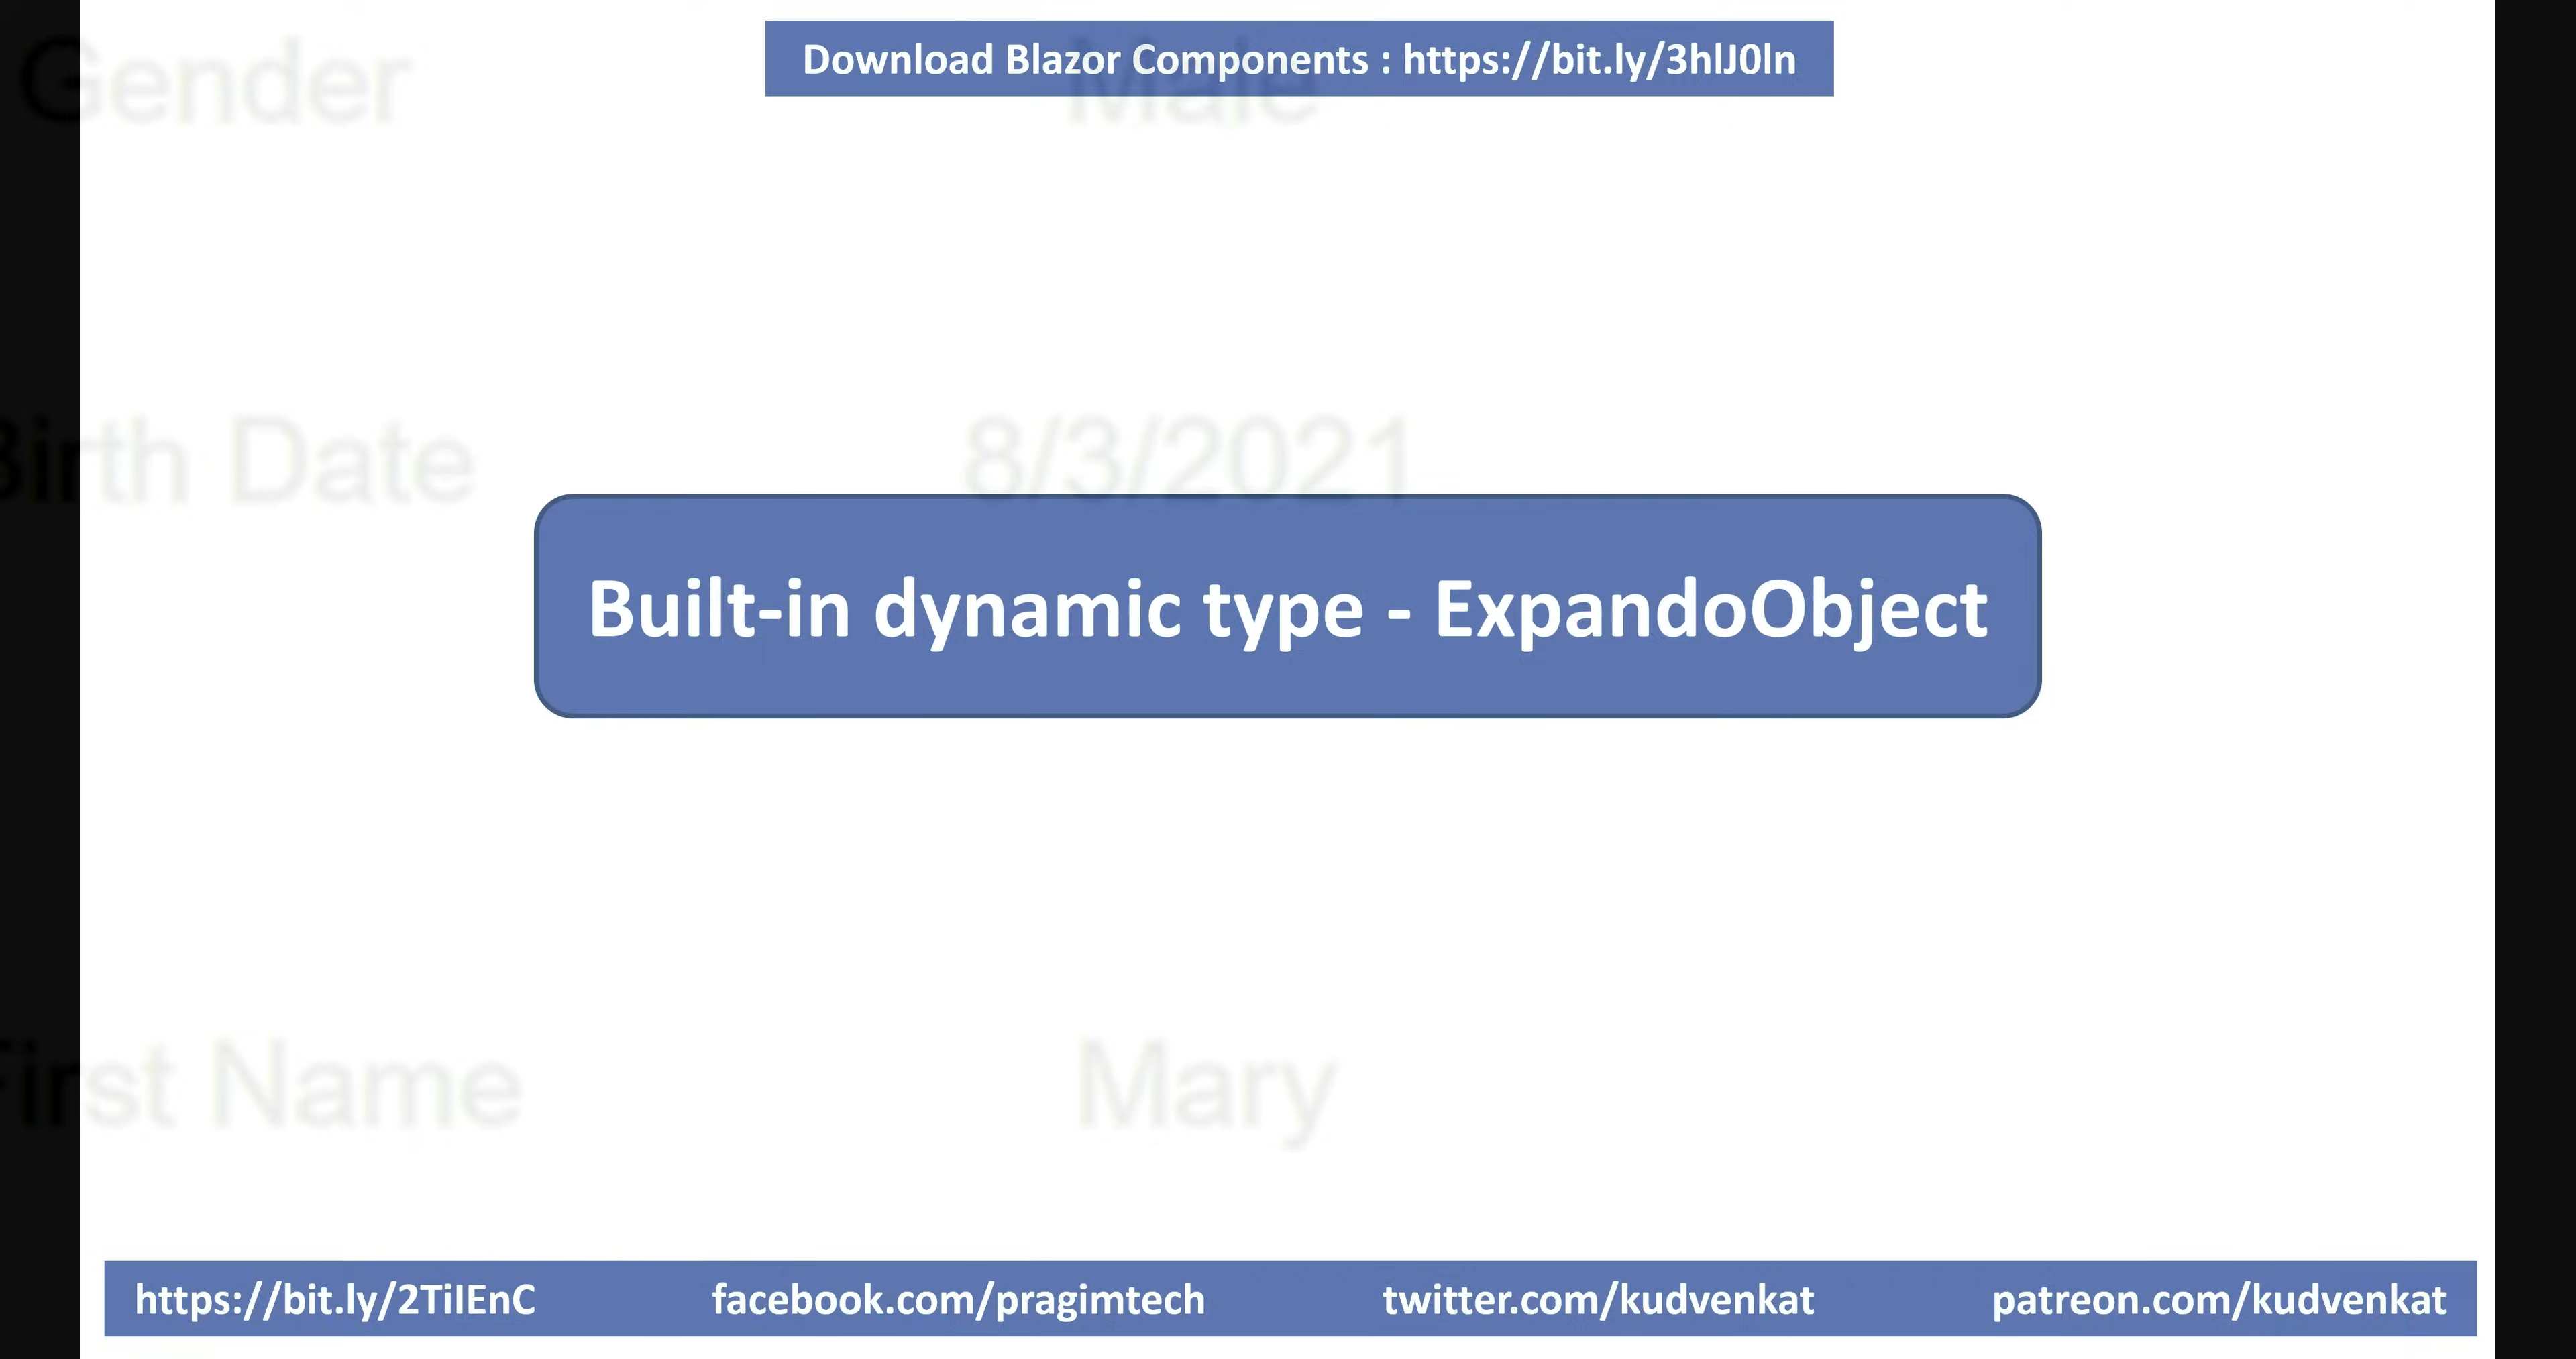 Download Blazor Components : https://bit.ly/3hlJ0ln
Gender Male
Birth Date 8/3/2021
Built-in dynamic type - ExpandoObject
First Name Mary
https://bit.ly/2TiIEnC facebook.com/pragimtech twitter.com/kudvenkat patreon.com/kudvenkat